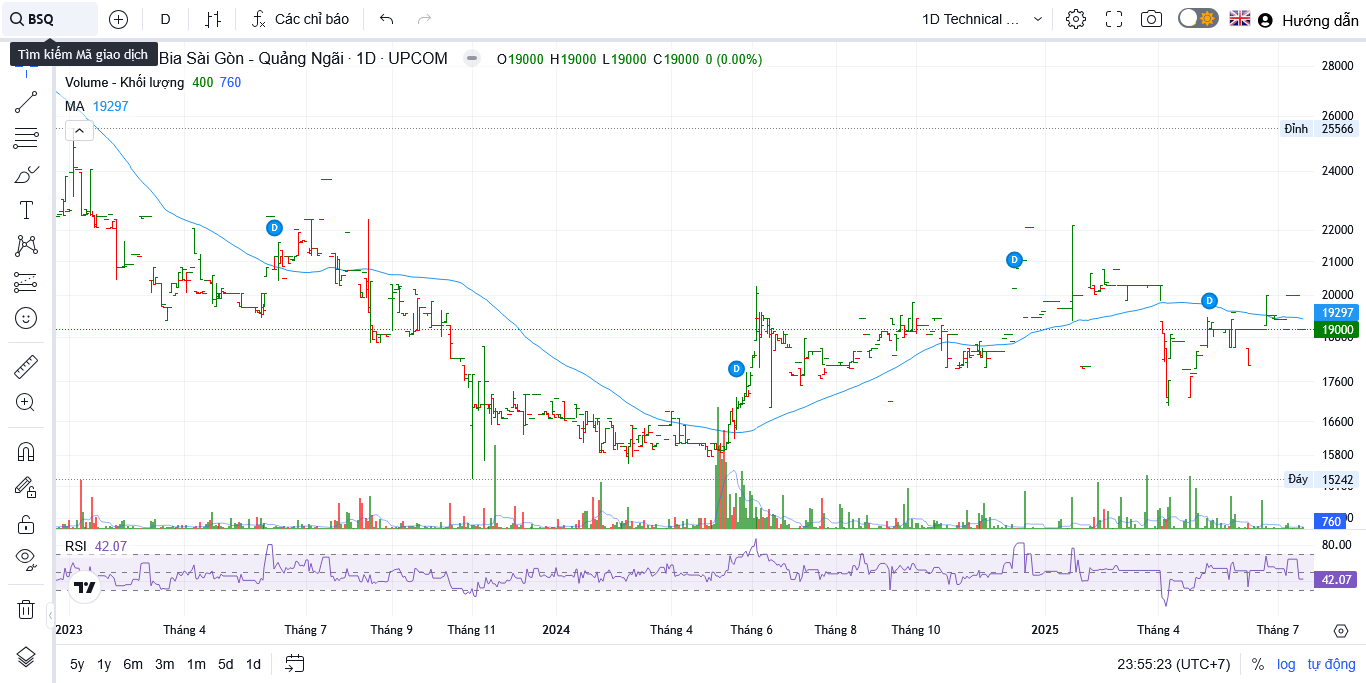 BSQ
D
Các chỉ báo
1D Technical ...
Hướng dẫn
Tìm kiếm Mã giao dịch
Bia Sài Gòn - Quảng Ngãi · 1D · UPCOM
O19000 H19000 L19000 C19000 0 (0.00%)
Volume - Khối lượng 400 760
MA 19297
28000
26000
Đỉnh 25566
24000
22000
21000
20000
19297
19000
17600
16600
15800
Đáy 15242
760
D
D
D
D
RSI 42.07
80.00
42.07
2023 Tháng 4 Tháng 7 Tháng 9 Tháng 11 2024 Tháng 4 Tháng 6 Tháng 8 Tháng 10 2025 Tháng 4 Tháng 7
5y 1y 6m 3m 1m 5d 1d
23:55:23 (UTC+7) % log tự động